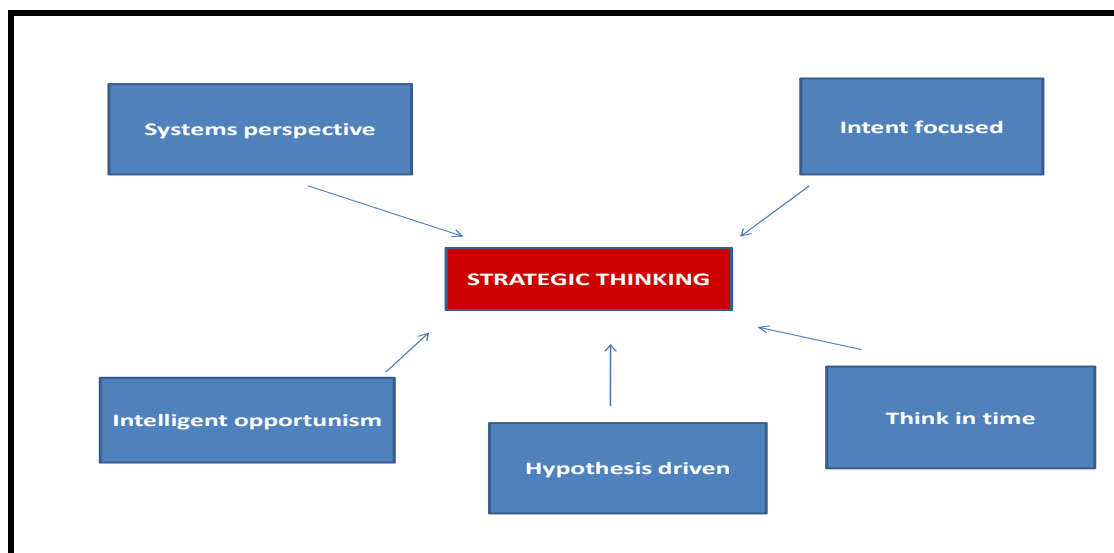 Systems perspective
Intent focused
STRATEGIC THINKING
Intelligent opportunism
Hypothesis driven
Think in time